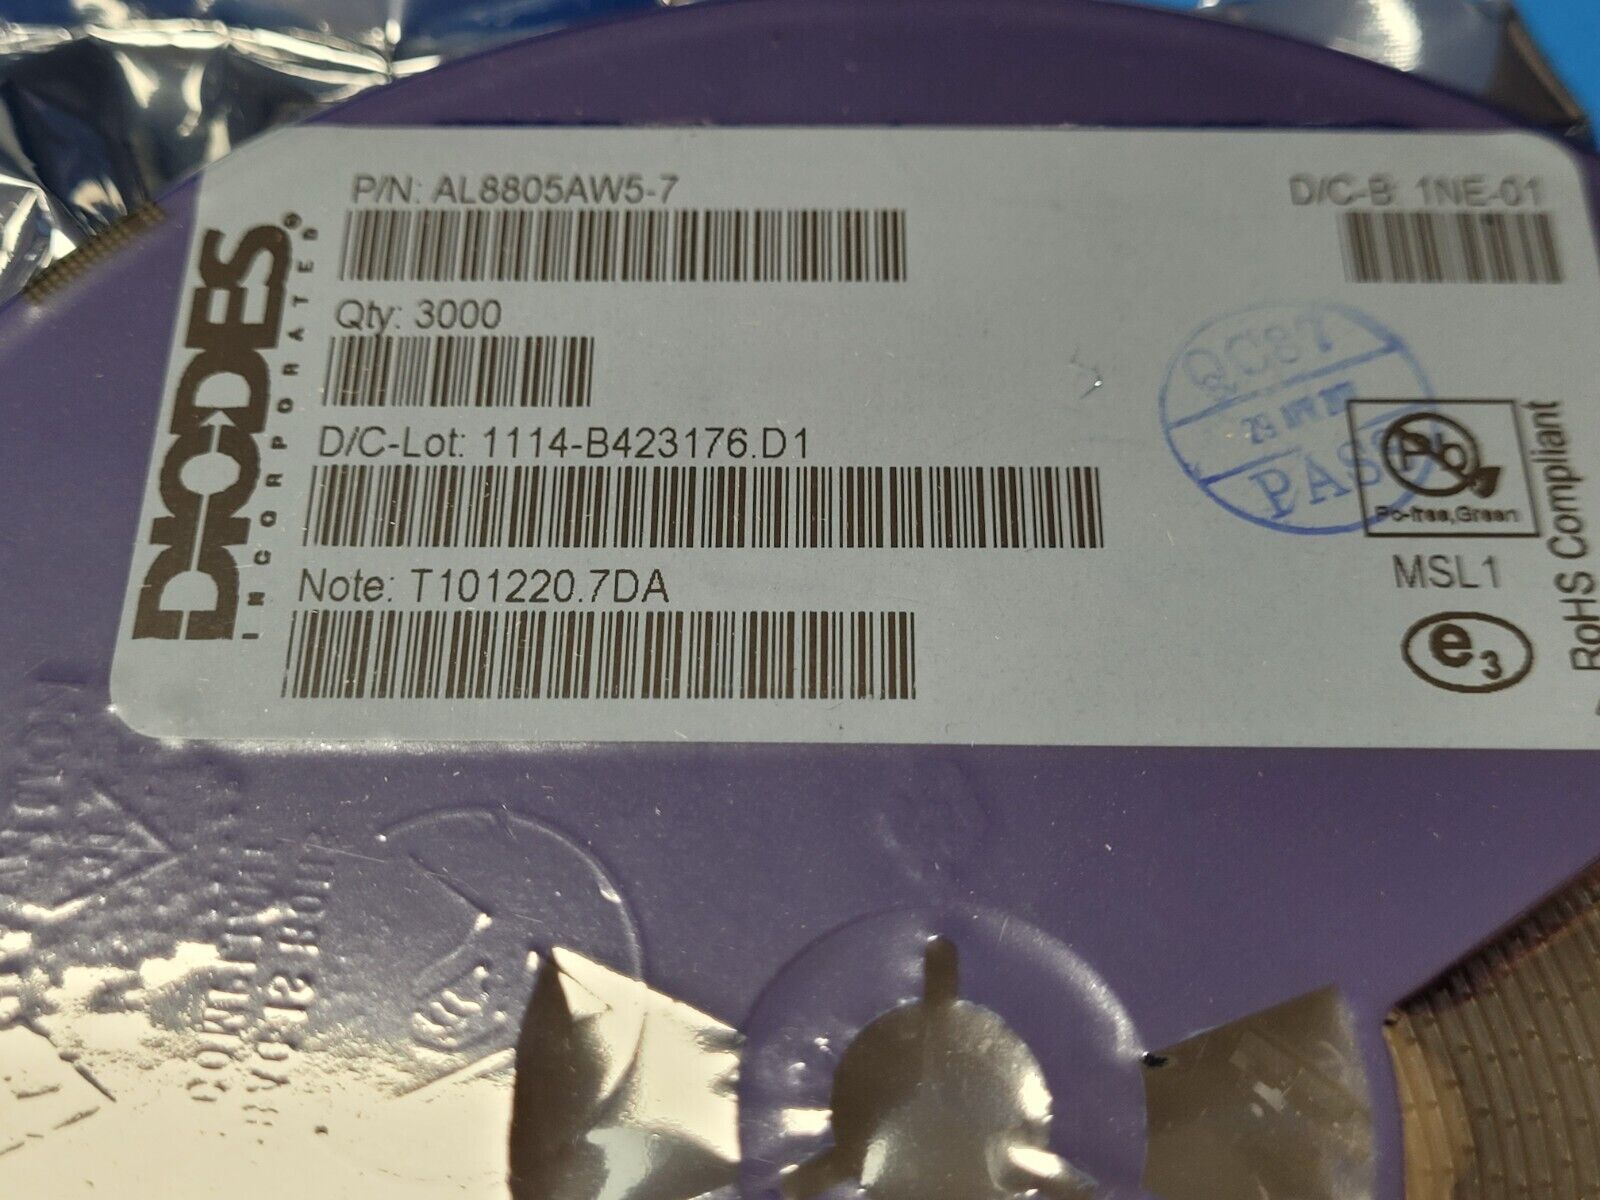 P/N: AL8805AW5-7
D/C-B: 1NE-01
DIODES®
INCORPORATED
Qty: 3000
D/C-Lot: 1114-B423176.D1
Note: T101220.7DA
QC87
PASS
Pb
Pb-free,Green
MSL1
e3
RoHS Compliant